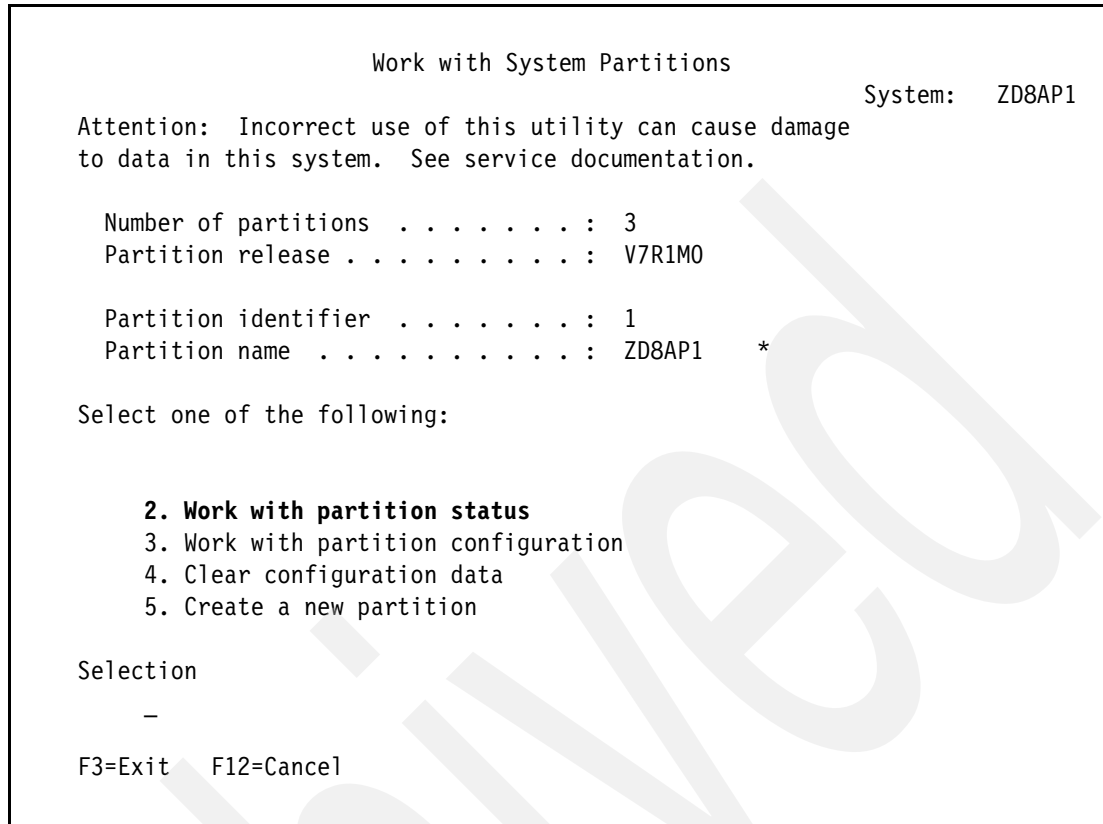 Work with System Partitions
System: ZD8AP1
Attention: Incorrect use of this utility can cause damage
to data in this system. See service documentation.
Number of partitions . . . . . . . : 3
Partition release . . . . . . . . . : V7R1M0
Partition identifier . . . . . . . : 1
Partition name . . . . . . . . . . : ZD8AP1 *
Select one of the following:
2. Work with partition status
3. Work with partition configuration
4. Clear configuration data
5. Create a new partition
Selection
_
F3=Exit F12=Cancel
hived